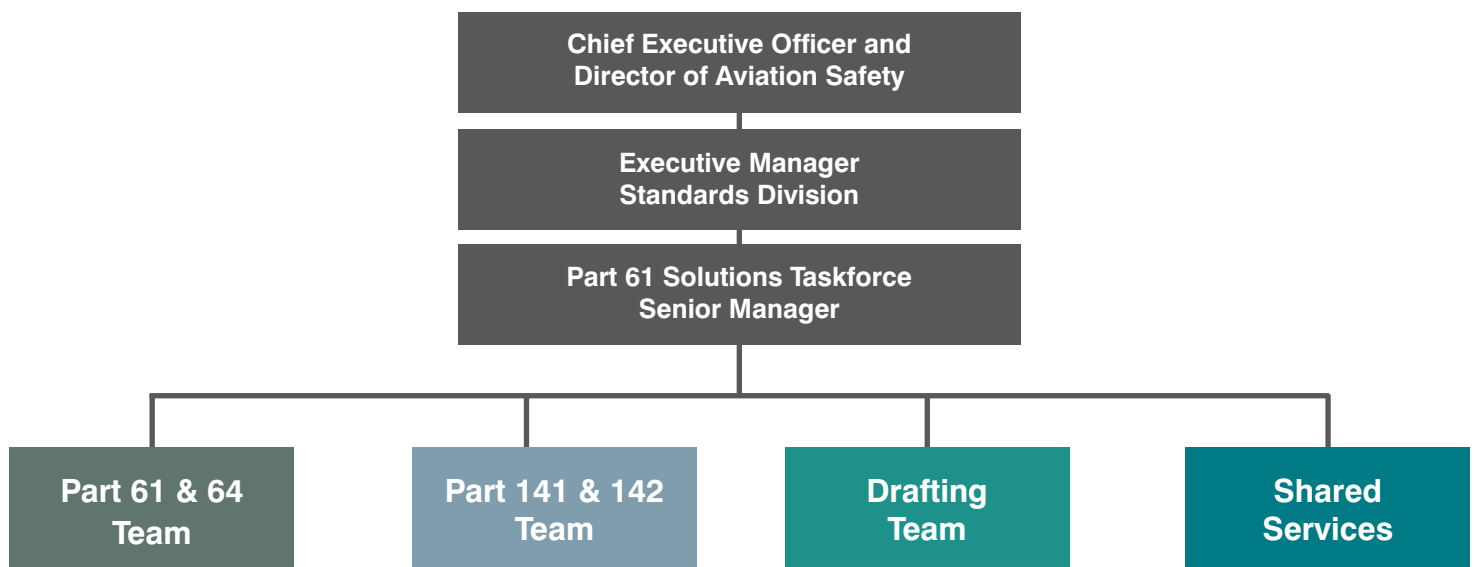 Chief Executive Officer and
Director of Aviation Safety
Executive Manager
Standards Division
Part 61 Solutions Taskforce
Senior Manager
Part 61 & 64
Team
Part 141 & 142
Team
Drafting
Team
Shared
Services